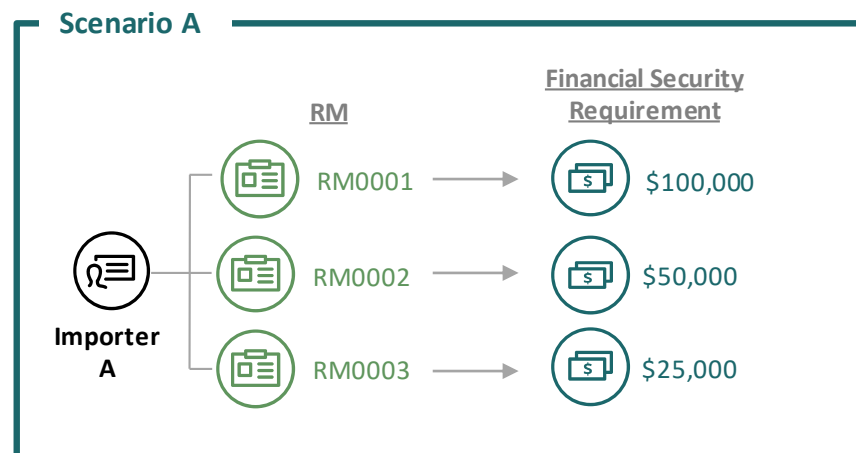 Scenario A
RM
Financial Security
Requirement
RM0001
$
$100,000
RM0002
$
$50,000
RM0003
$
$25,000
Importer
A